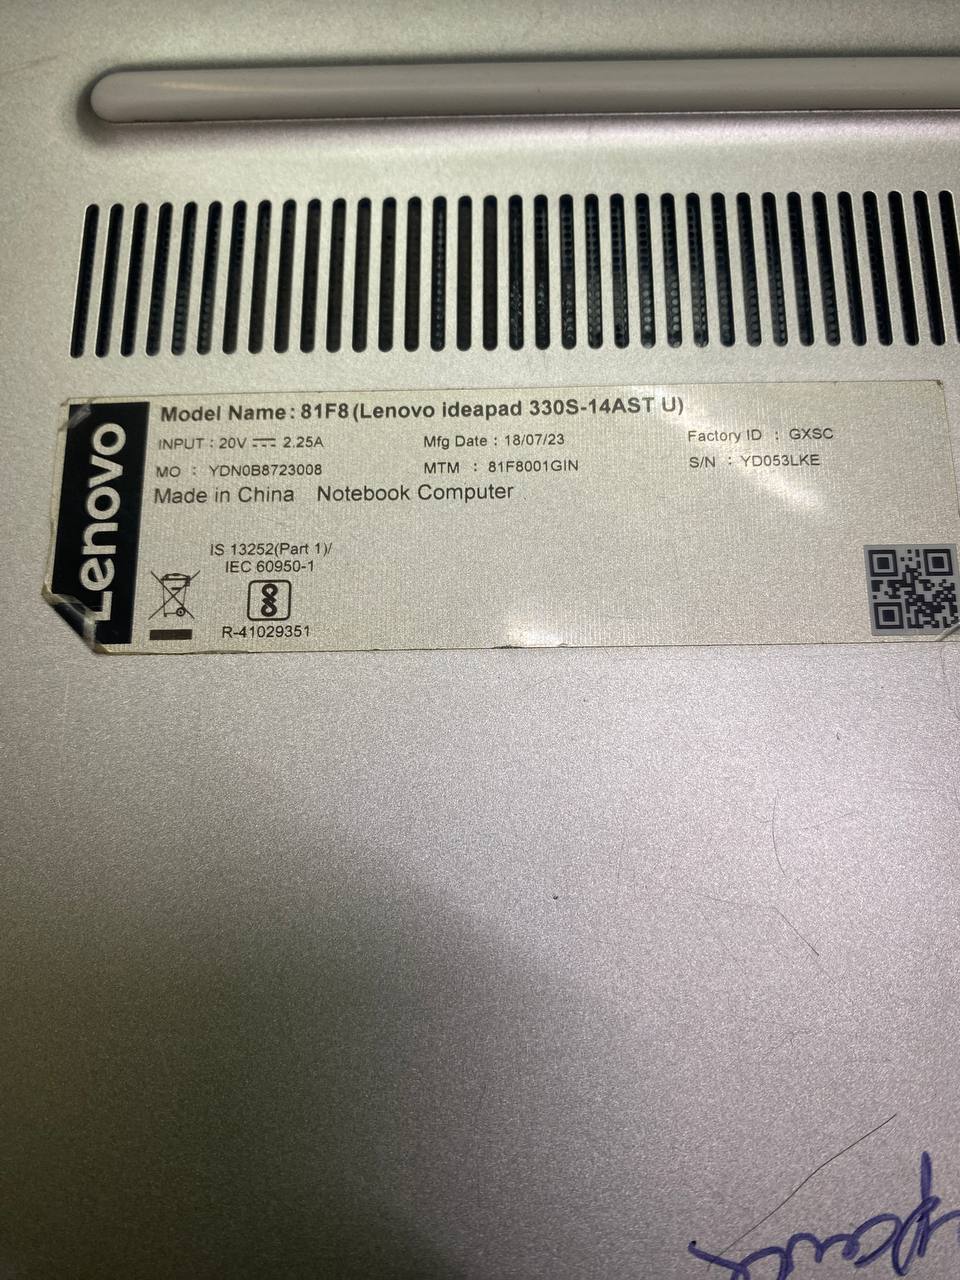 Lenovo
Model Name: 81F8(Lenovo ideapad 330S-14AST U)
INPUT : 20V ⎓ 2.25A Mfg Date : 18/07/23 Factory ID : GXSC
MO : YDN0B8723008 MTM : 81F8001GIN S/N : YD053LKE
Made in China Notebook Computer
IS 13252(Part 1)/
IEC 60950-1
R-41029351